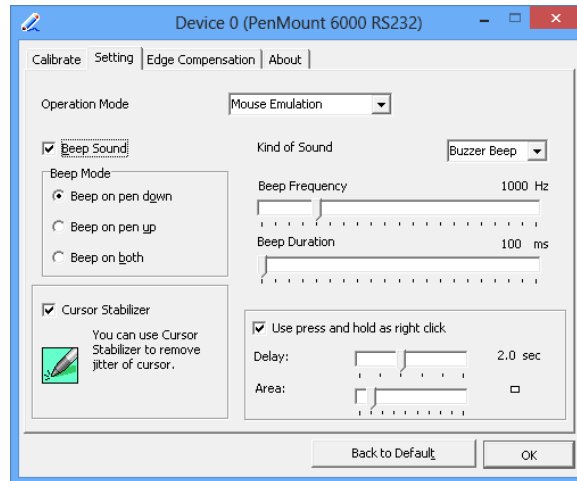 Device 0 (PenMount 6000 RS232)
Calibrate Setting Edge Compensation About
Operation Mode Mouse Emulation
Beep Sound Kind of Sound Buzzer Beep
Beep Mode
Beep on pen down
Beep on pen up
Beep on both
Beep Frequency 1000 Hz
Beep Duration 100 ms
Cursor Stabilizer
You can use Cursor
Stabilizer to remove
jitter of cursor.
Use press and hold as right click
Delay: 2.0 sec
Area:
Back to Default OK